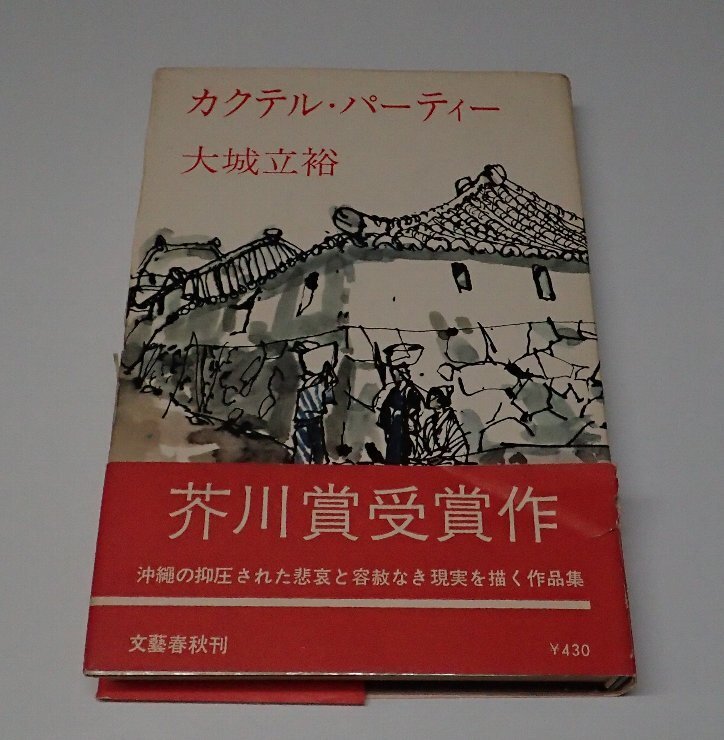 カクテル・パーティー
大城立裕
芥川賞受賞作
沖縄の抑圧された悲哀と容赦なき現実を描く作品集
文藝春秋刊
¥430